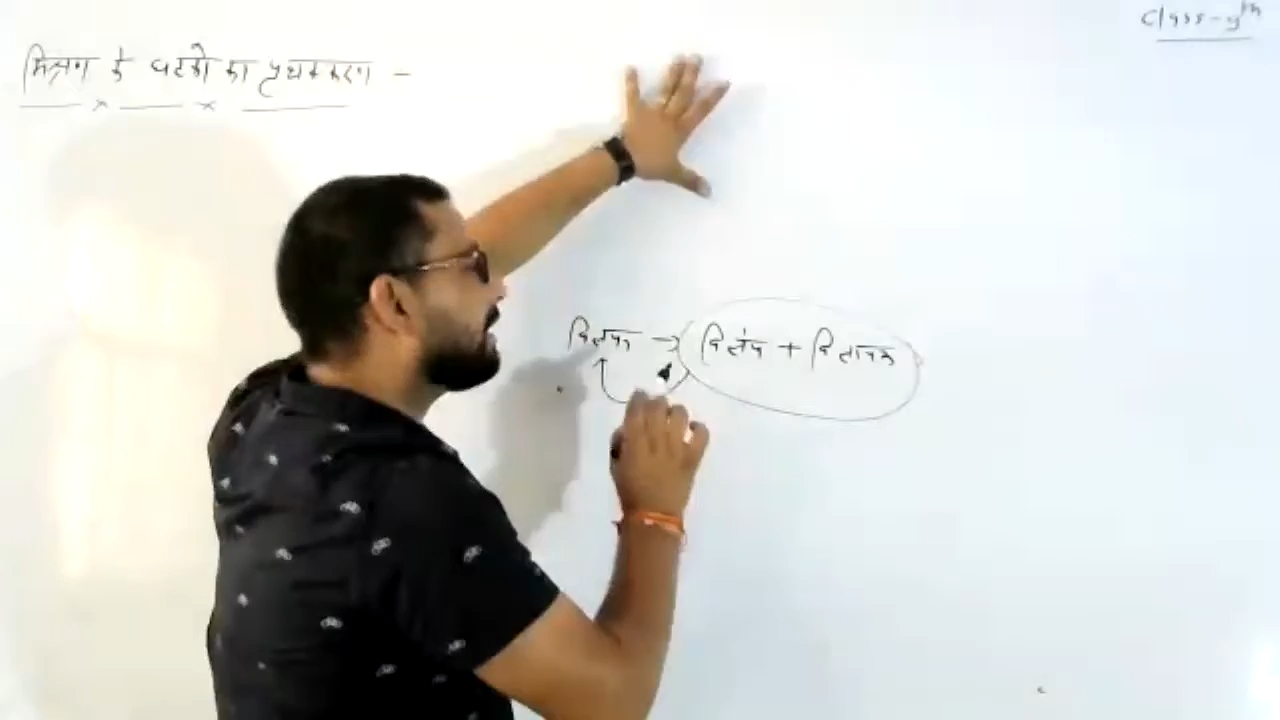 Class-9th
मिश्रण के घटको का पृथक्करण –
विलयन → विलेय + विलायक